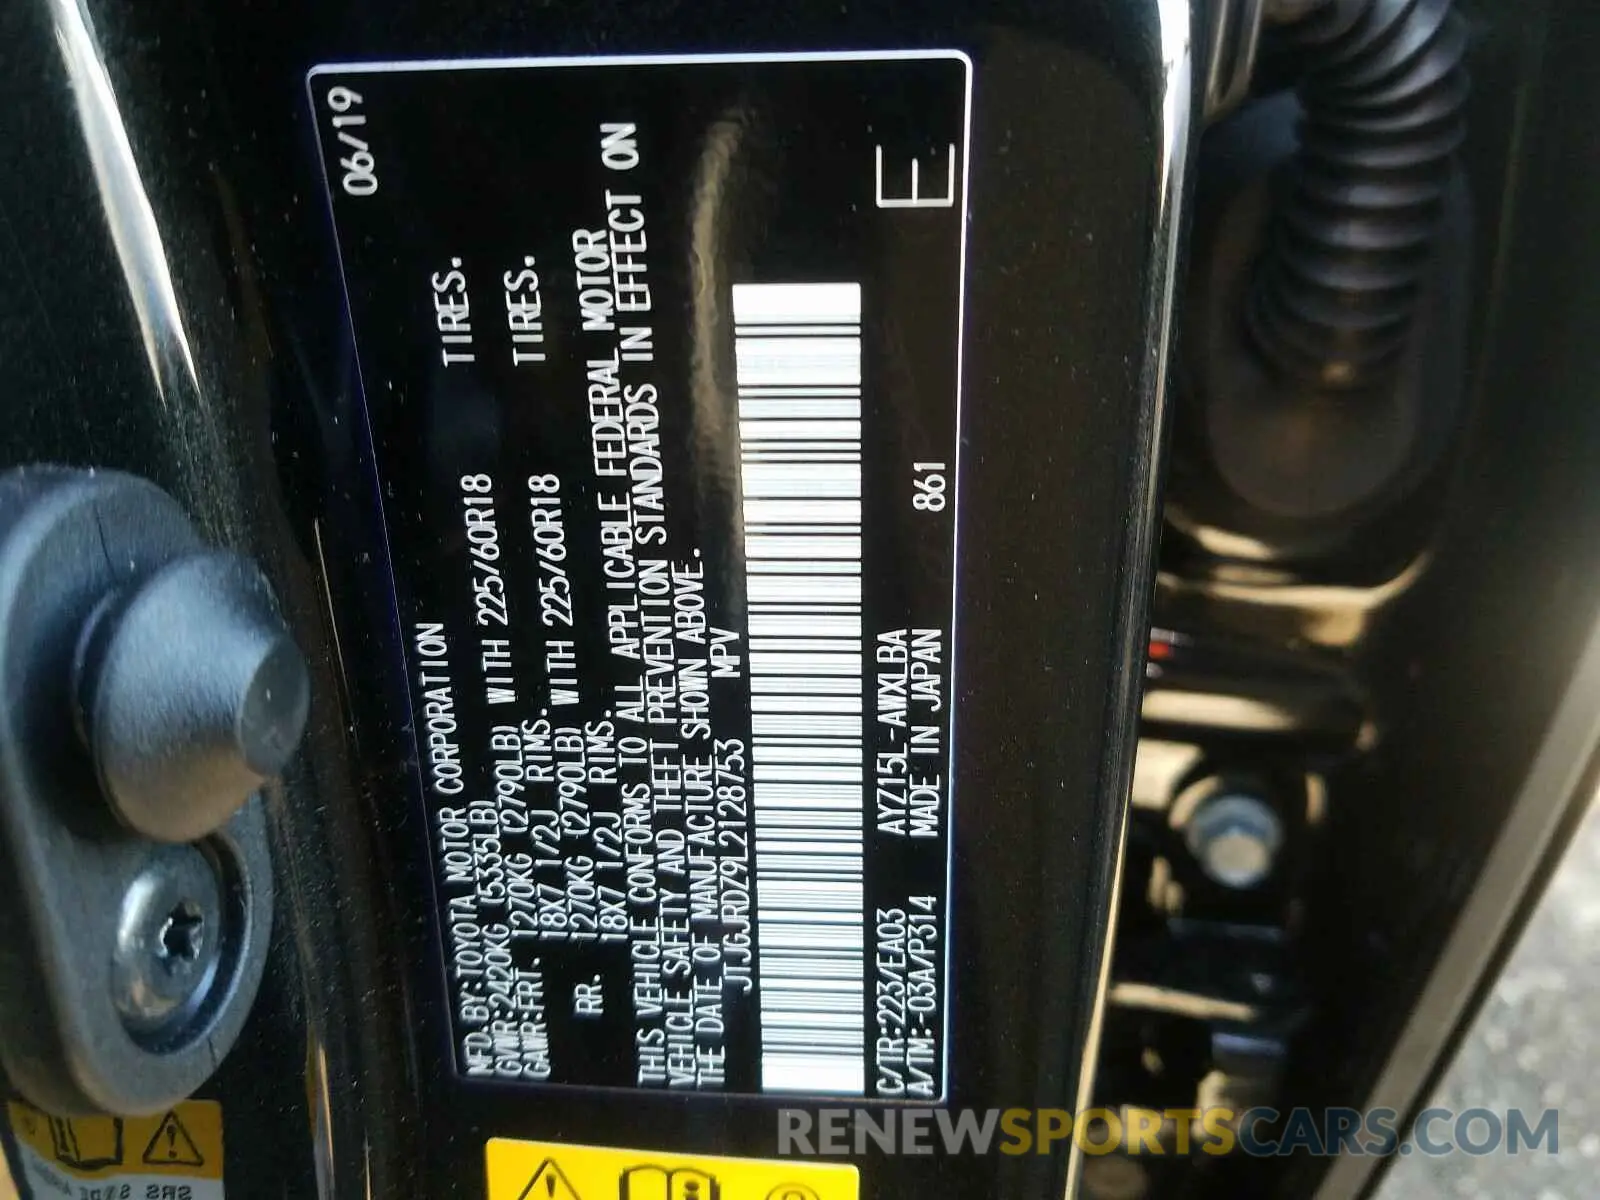 06/19
MFD.BY:TOYOTA MOTOR CORPORATION
GVWR:2420KG (5335LB)
GAWR:FRT. 1270KG (2790LB) WITH 225/60R18 TIRES.
18X7 1/2J RIMS.
RR. 1270KG (2790LB) WITH 225/60R18 TIRES.
18X7 1/2J RIMS.
THIS VEHICLE CONFORMS TO ALL APPLICABLE FEDERAL MOTOR
VEHICLE SAFETY AND THEFT PREVENTION STANDARDS IN EFFECT ON
THE DATE OF MANUFACTURE SHOWN ABOVE.
JTJGJRDZ9L2128753 MPV
C/TR:223/EA03 AYZ15L-AWXLBA
A/TM:-03A/P314 MADE IN JAPAN 861
E
RENEWSPORTSCARS.COM